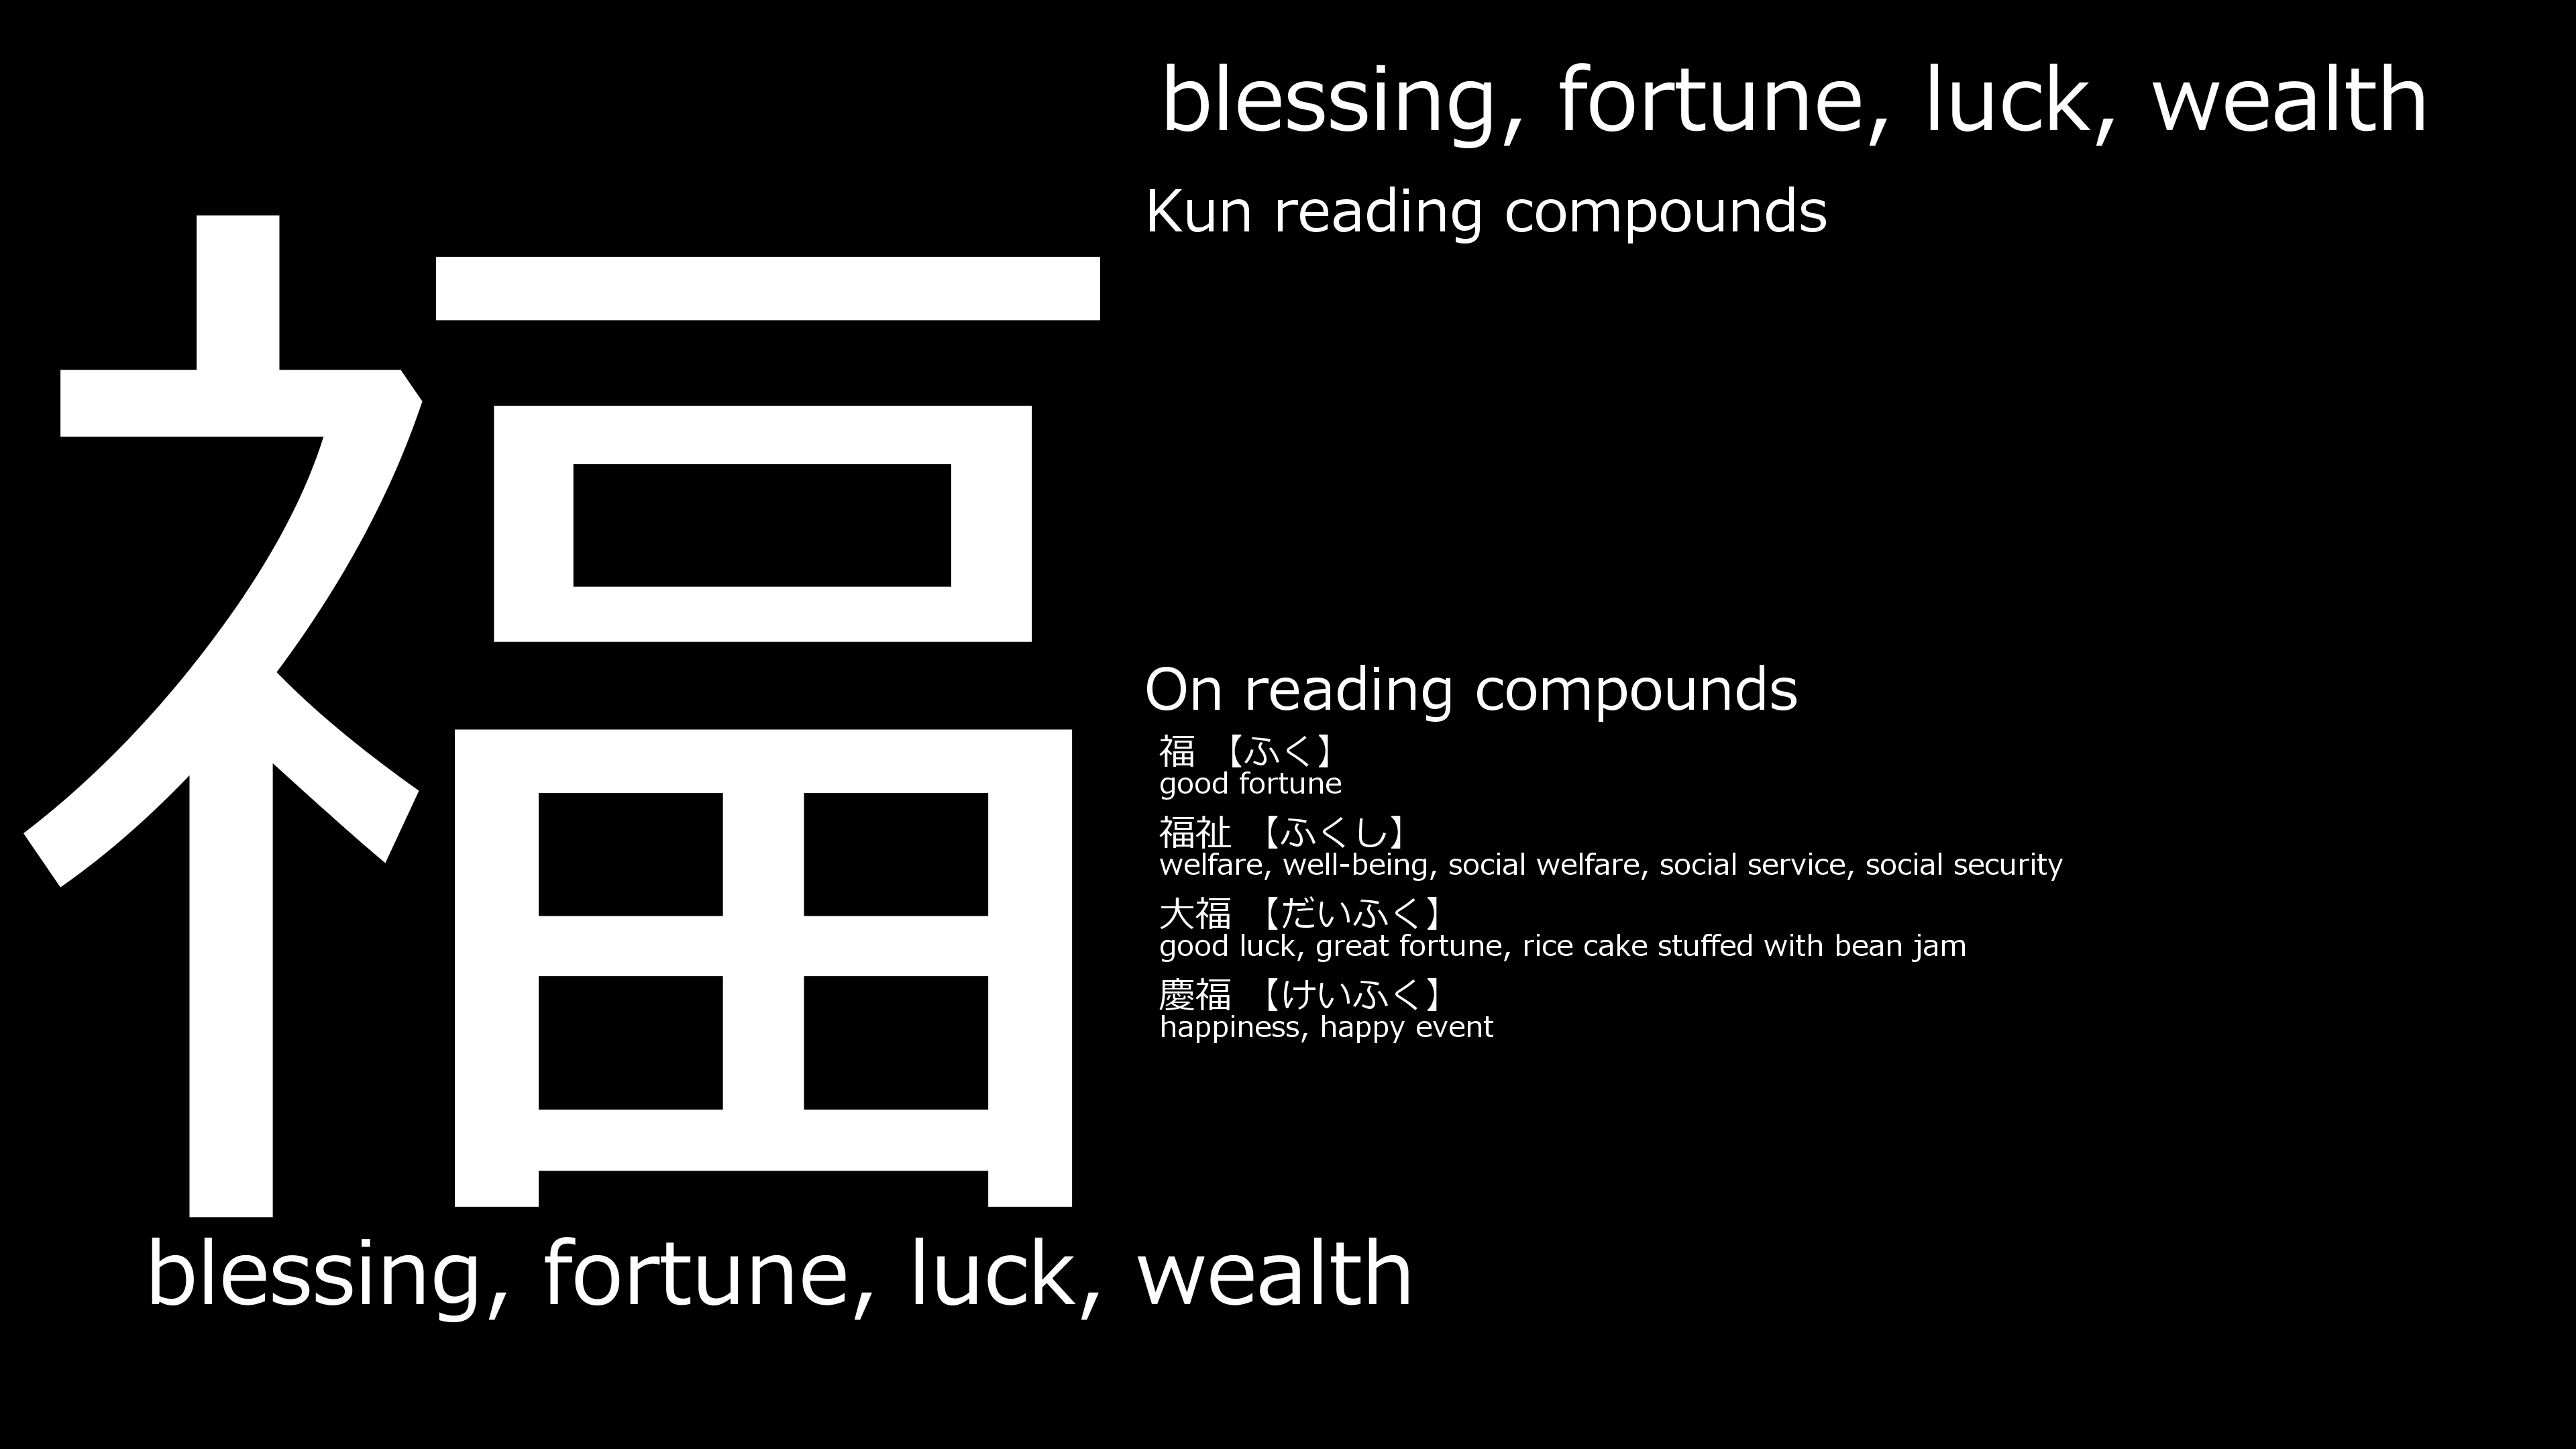 福
blessing, fortune, luck, wealth
blessing, fortune, luck, wealth
Kun reading compounds
On reading compounds
福 【ふく】
good fortune
福祉 【ふくし】
welfare, well-being, social welfare, social service, social security
大福 【だいふく】
good luck, great fortune, rice cake stuffed with bean jam
慶福 【けいふく】
happiness, happy event